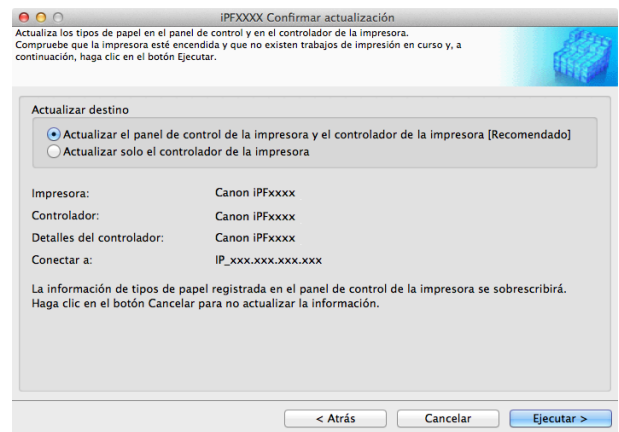 iPFXXXX Confirmar actualización
Actualiza los tipos de papel en el panel de control y en el controlador de la impresora.
Compruebe que la impresora esté encendida y que no existen trabajos de impresión en curso y, a
continuación, haga clic en el botón Ejecutar.
Actualizar destino
Actualizar el panel de control de la impresora y el controlador de la impresora [Recomendado]
Actualizar solo el controlador de la impresora
Impresora: Canon iPFxxxx
Controlador: Canon iPFxxxx
Detalles del controlador: Canon iPFxxxx
Conectar a: IP_xxx.xxx.xxx.xxx
La información de tipos de papel registrada en el panel de control de la impresora se sobrescribirá.
Haga clic en el botón Cancelar para no actualizar la información.
< Atrás Cancelar Ejecutar >